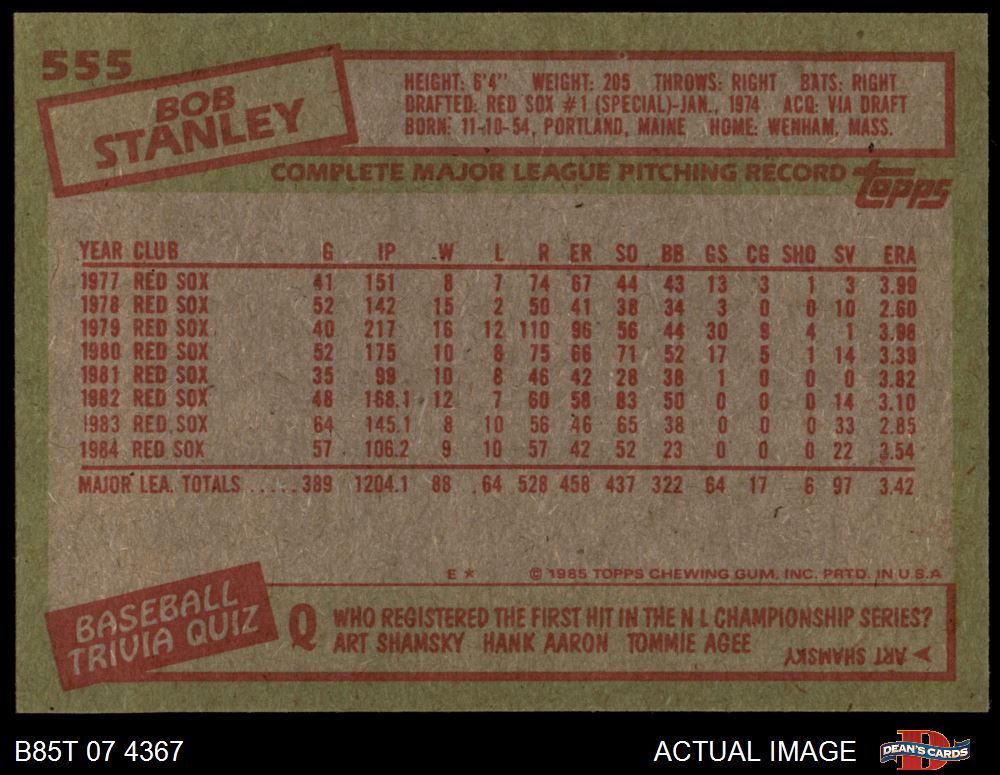 555
BOB
STANLEY
HEIGHT: 6'4" WEIGHT: 205 THROWS: RIGHT BATS: RIGHT
DRAFTED: RED SOX #1 (SPECIAL)-JAN., 1974 ACQ: VIA DRAFT
BORN: 11-10-54, PORTLAND, MAINE HOME: WENHAM, MASS.
COMPLETE MAJOR LEAGUE PITCHING RECORD topps
YEAR CLUB G IP W L R ER SO BB GS CG SHO SV ERA
1977 RED SOX 41 151 8 7 74 67 44 43 13 3 1 3 3.99
1978 RED SOX 52 142 15 2 50 41 38 34 3 0 0 10 2.60
1979 RED SOX 40 217 16 12 110 96 56 44 30 9 4 1 3.98
1980 RED SOX 52 175 10 8 75 66 71 52 17 5 1 14 3.39
1981 RED SOX 35 99 10 8 46 42 28 38 1 0 0 0 3.82
1982 RED SOX 48 168.1 12 7 60 58 83 50 0 0 0 14 3.10
1983 RED SOX 64 145.1 8 10 56 46 65 38 0 0 0 33 2.85
1984 RED SOX 57 106.2 9 10 57 42 52 23 0 0 0 22 3.54
MAJOR LEA. TOTALS ..... 389 1204.1 88 64 528 458 437 322 64 17 6 97 3.42
E * © 1985 TOPPS CHEWING GUM, INC. PRTD. IN U.S.A
BASEBALL
TRIVIA QUIZ
Q WHO REGISTERED THE FIRST HIT IN THE N L CHAMPIONSHIP SERIES?
ART SHAMSKY HANK AARON TOMMIE AGEE
A ART SHAMSKY
B85T 07 4367 ACTUAL IMAGE DEAN'S CARDS